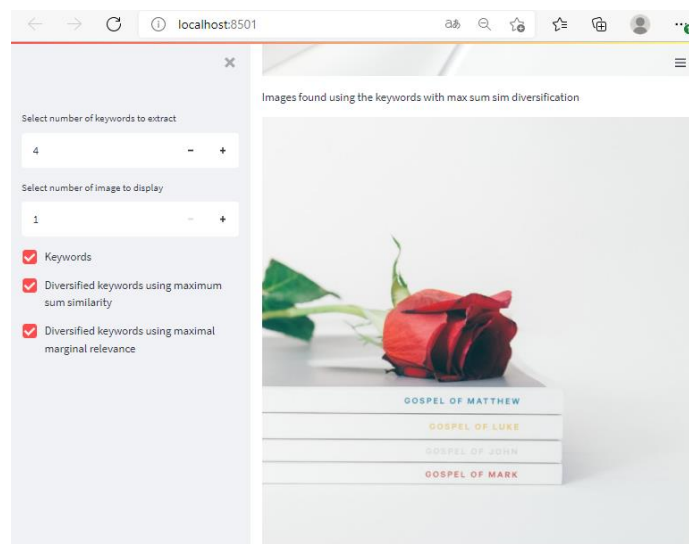 localhost:8501
Select number of keywords to extract
4
Select number of image to display
1
Keywords
Diversified keywords using maximum
sum similarity
Diversified keywords using maximal
marginal relevance
Images found using the keywords with max sum sim diversification
GOSPEL OF MATTHEW
GOSPEL OF LUKE
GOSPEL OF JOHN
GOSPEL OF MARK